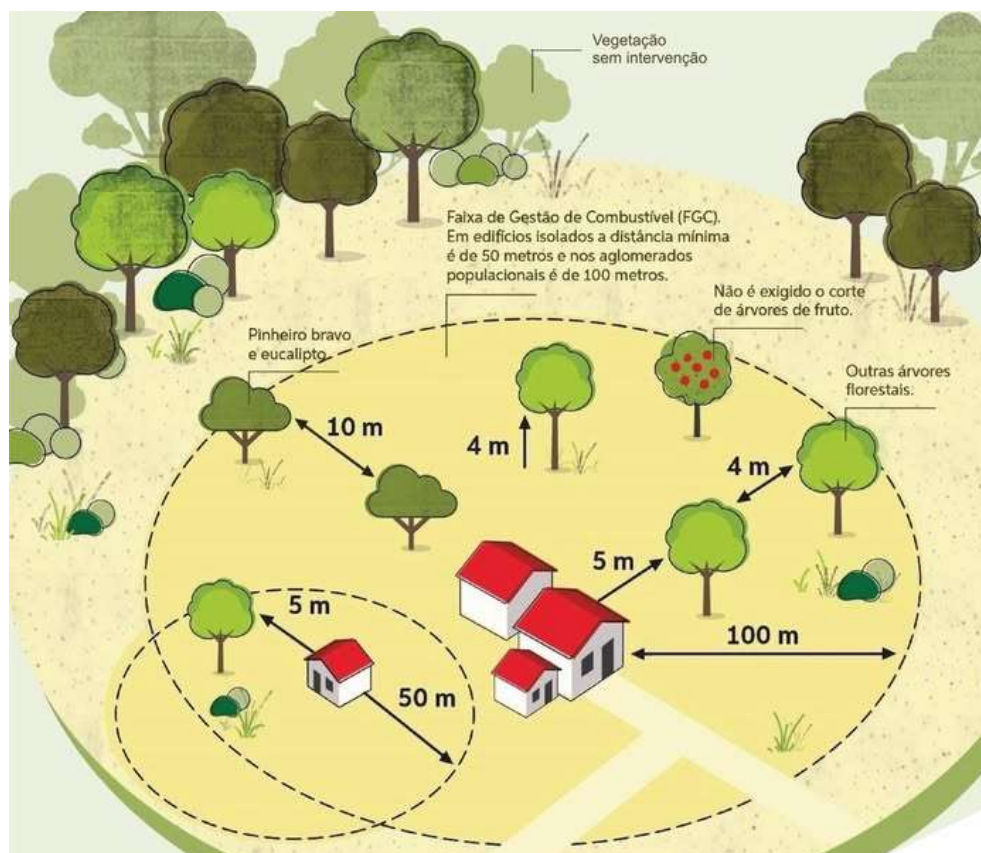 Vegetação
sem intervenção
Faixa de Gestão de Combustível (FGC).
Em edifícios isolados a distância mínima
é de 50 metros e nos aglomerados
populacionais é de 100 metros.
Não é exigido o corte
de árvores de fruto.
Pinheiro bravo
e eucalipto.
Outras árvores
florestais.
10 m
4 m
4 m
5 m
5 m
100 m
50 m